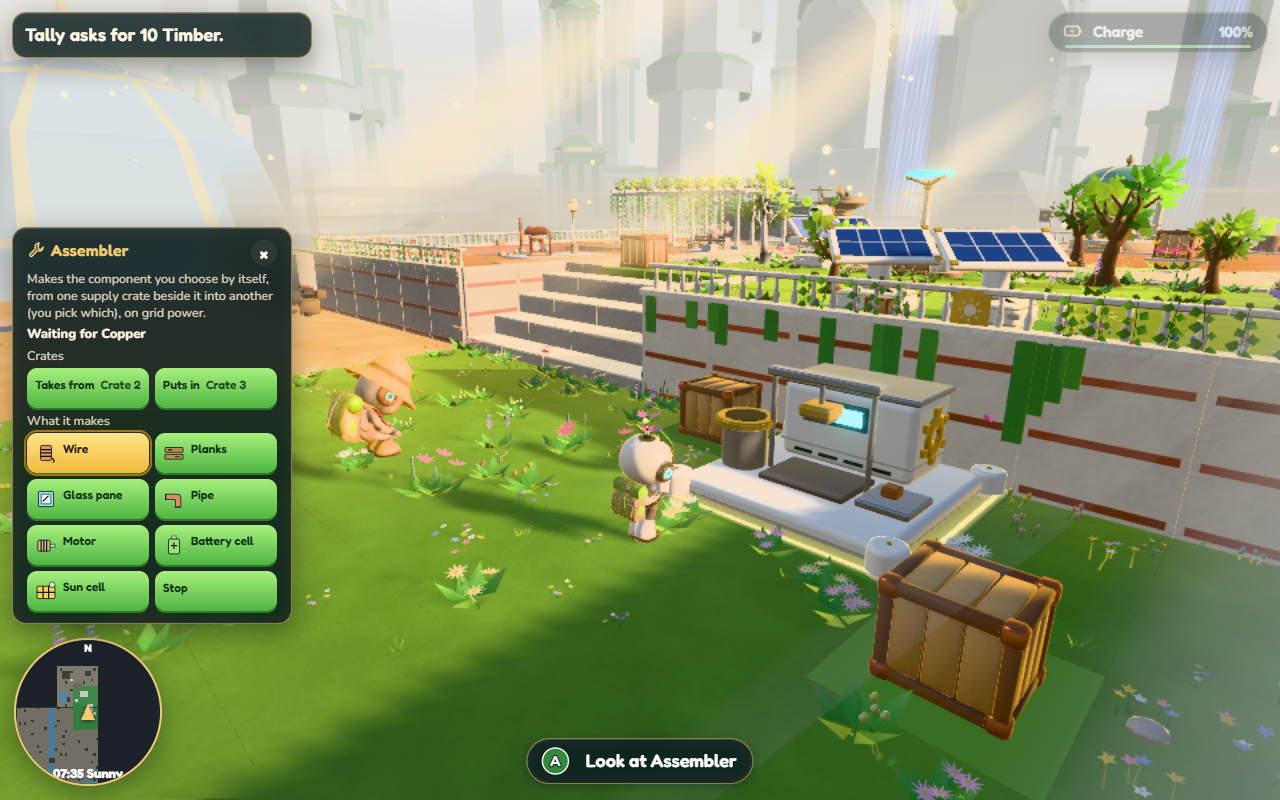 Tally asks for 10 Timber.
Charge 100%
Assembler
Makes the component you choose by itself,
from one supply crate beside it into another
(you pick which), on grid power.
Waiting for Copper
Crates
Takes from Crate 2
Puts in Crate 3
What it makes
Wire
Planks
Glass pane
Pipe
Motor
Battery cell
Sun cell
Stop
N
07:35 Sunny
A Look at Assembler